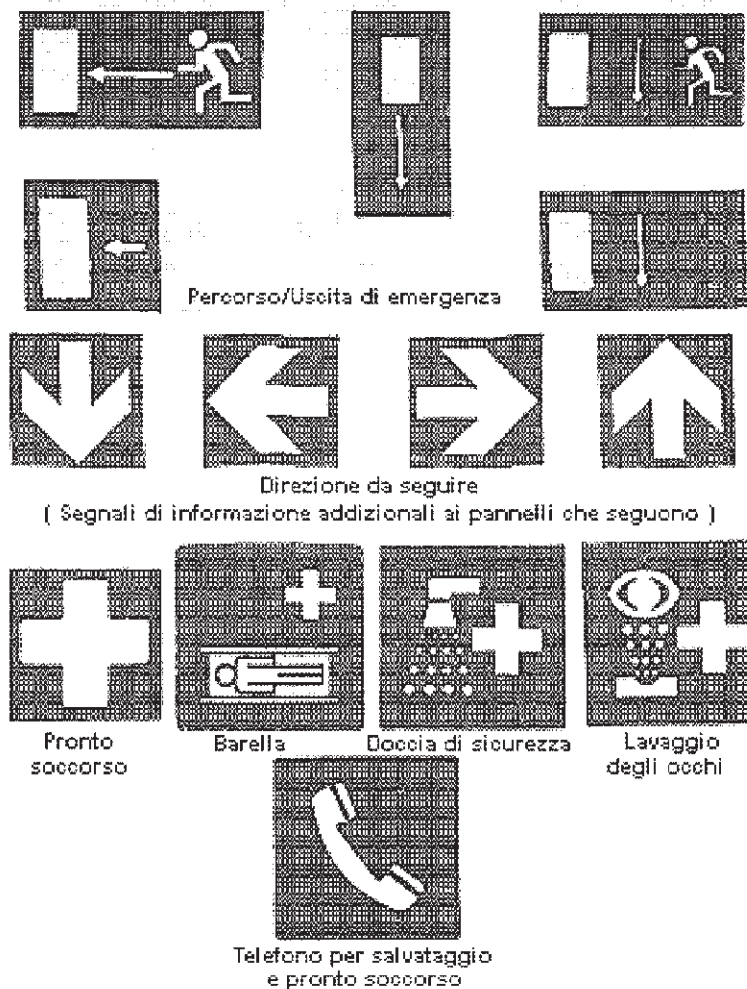 Percorso/Uscita di emergenza
Direzione da seguire
( Segnali di informazione addizionali ai pannelli che seguono )
Pronto
soccorso
Barella
Doccia di sicurezza
Lavaggio
degli occhi
Telefono per salvataggio
e pronto soccorso